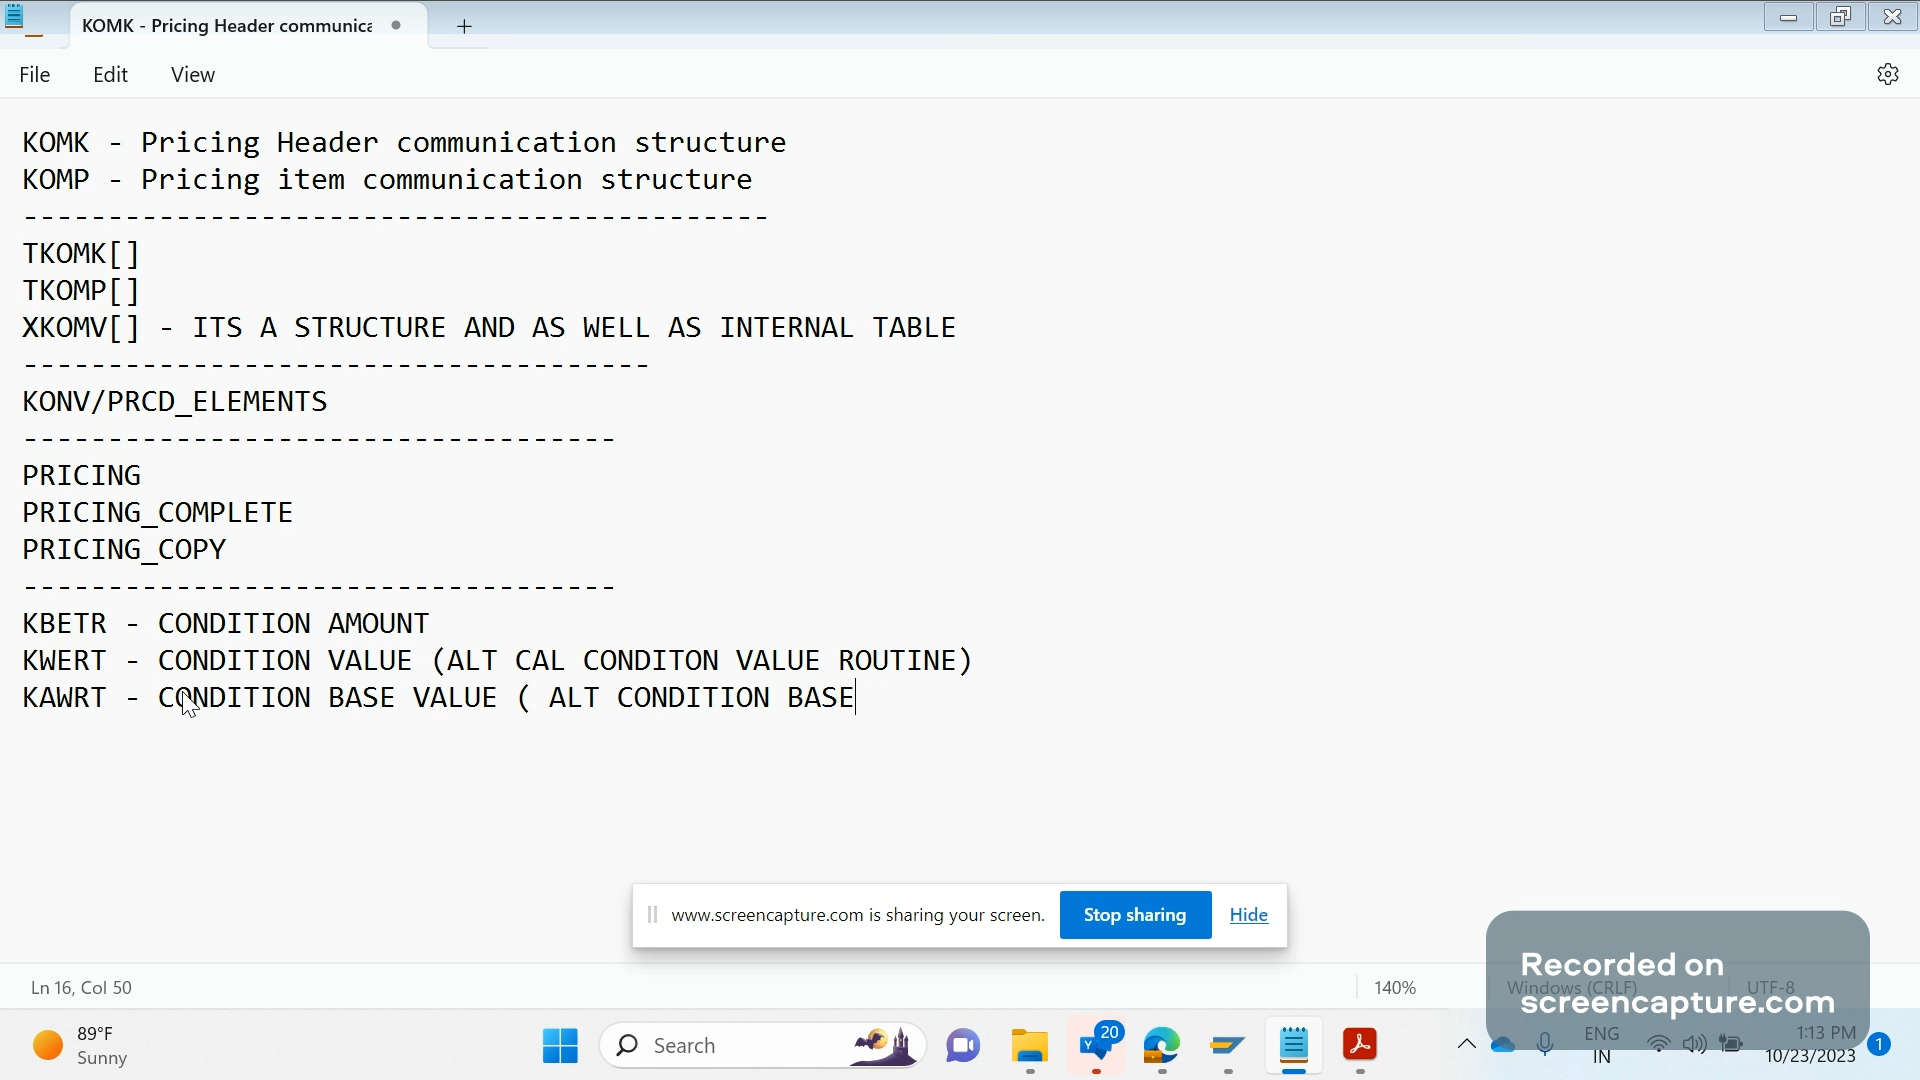 KOMK - Pricing Header communica
File Edit View
KOMK - Pricing Header communication structure
KOMP - Pricing item communication structure
--------------------------------------------
TKOMK[]
TKOMP[]
XKOMV[] - ITS A STRUCTURE AND AS WELL AS INTERNAL TABLE
-------------------------------------
KONV/PRCD_ELEMENTS
-----------------------------------
PRICING
PRICING_COMPLETE
PRICING_COPY
-----------------------------------
KBETR - CONDITION AMOUNT
KWERT - CONDITION VALUE (ALT CAL CONDITON VALUE ROUTINE)
KAWRT - CONDITION BASE VALUE ( ALT CONDITION BASE
www.screencapture.com is sharing your screen. Stop sharing Hide
Recorded on
screencapture.com
Ln 16, Col 50 140% Windows (CRLF) UTF-8
89°F
Sunny
Search
20
ENG
IN
1:13 PM
10/23/2023
1